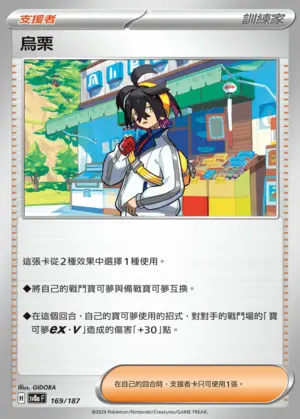 支援者
訓練家
烏栗
這張卡從2種效果中選擇1種使用。
◆將自己的戰鬥寶可夢與備戰寶可夢互換。
◆在這個回合,自己的寶可夢使用的招式,對對手的戰鬥場的「寶
可夢ex・V」造成的傷害「+30」點。
在自己的回合時,支援者卡只可使用1張。
Illus. GIDORA
H sv8a F 169/187
©2024 Pokémon/Nintendo/Creatures/GAME FREAK.